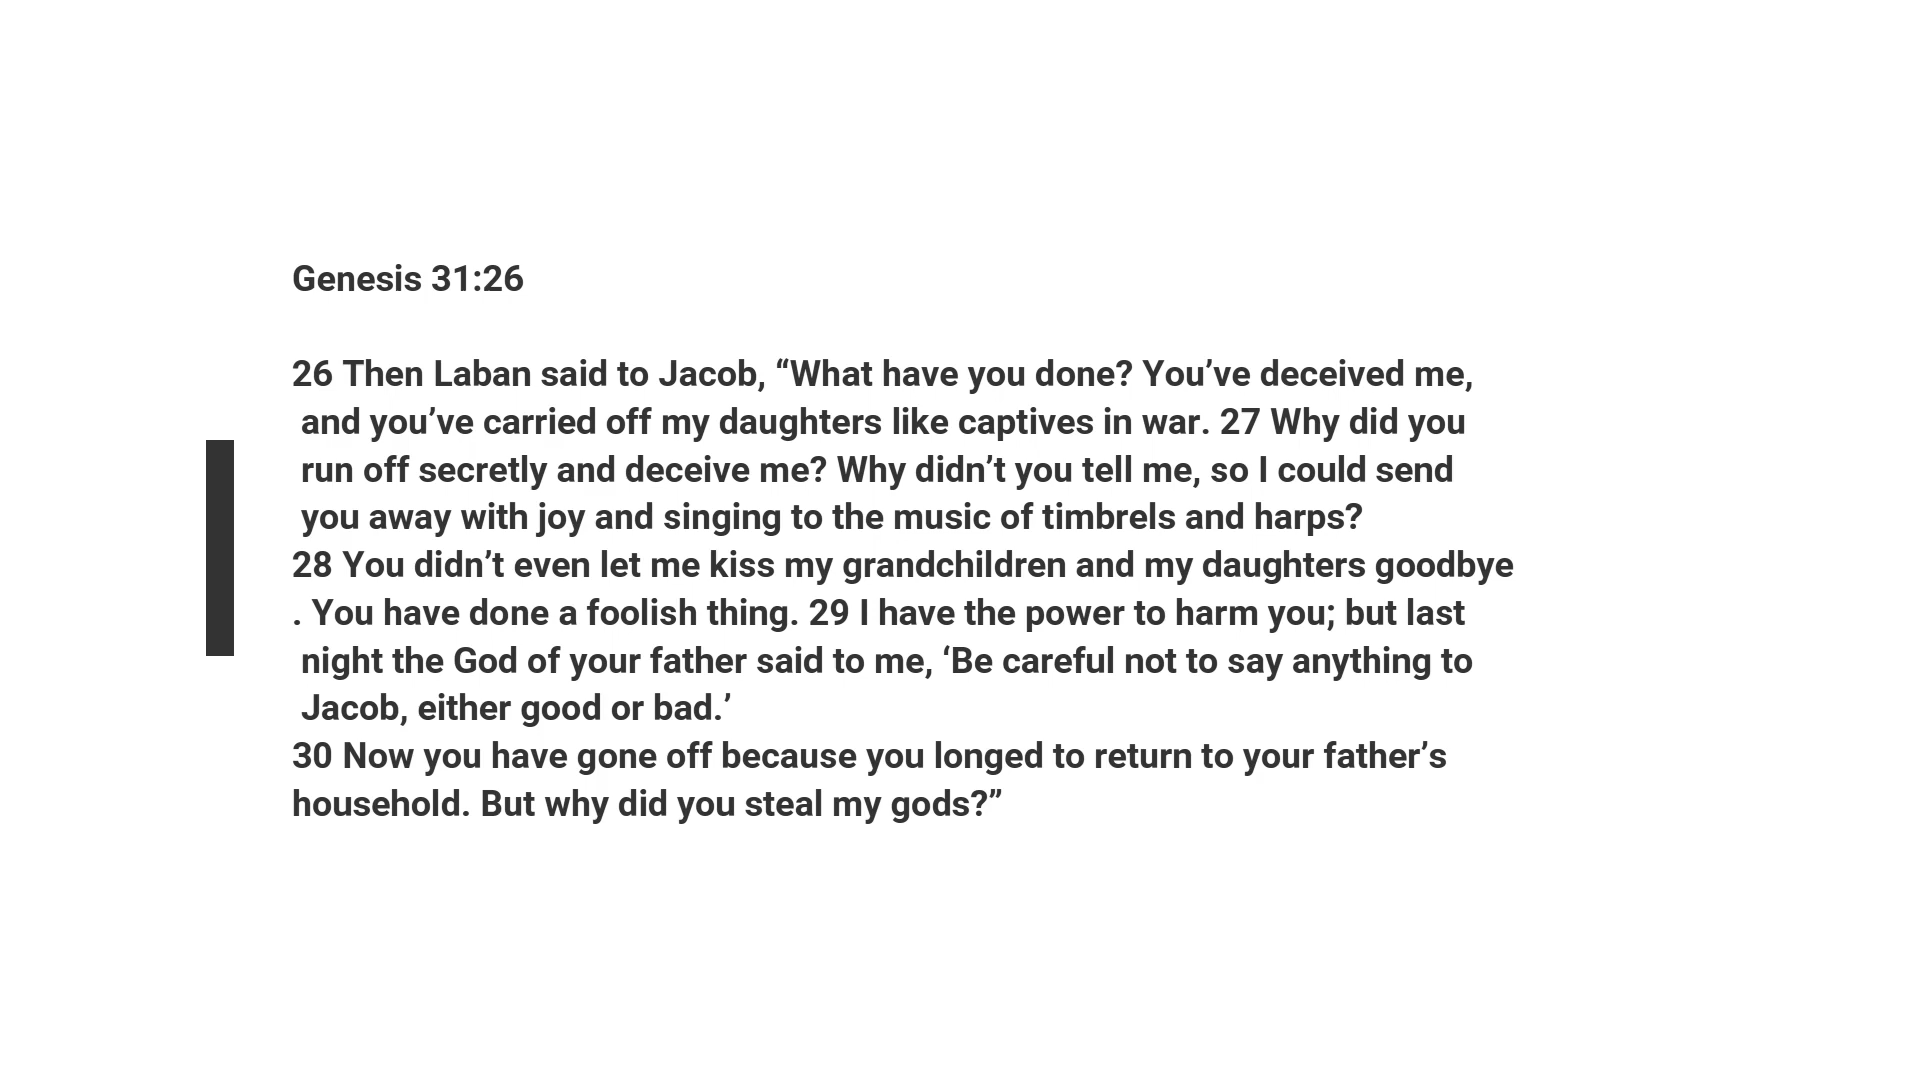 Genesis 31:26
26 Then Laban said to Jacob, “What have you done? You’ve deceived me,
and you’ve carried off my daughters like captives in war. 27 Why did you
run off secretly and deceive me? Why didn’t you tell me, so I could send
you away with joy and singing to the music of timbrels and harps?
28 You didn’t even let me kiss my grandchildren and my daughters goodbye
. You have done a foolish thing. 29 I have the power to harm you; but last
night the God of your father said to me, ‘Be careful not to say anything to
Jacob, either good or bad.’
30 Now you have gone off because you longed to return to your father’s
household. But why did you steal my gods?”